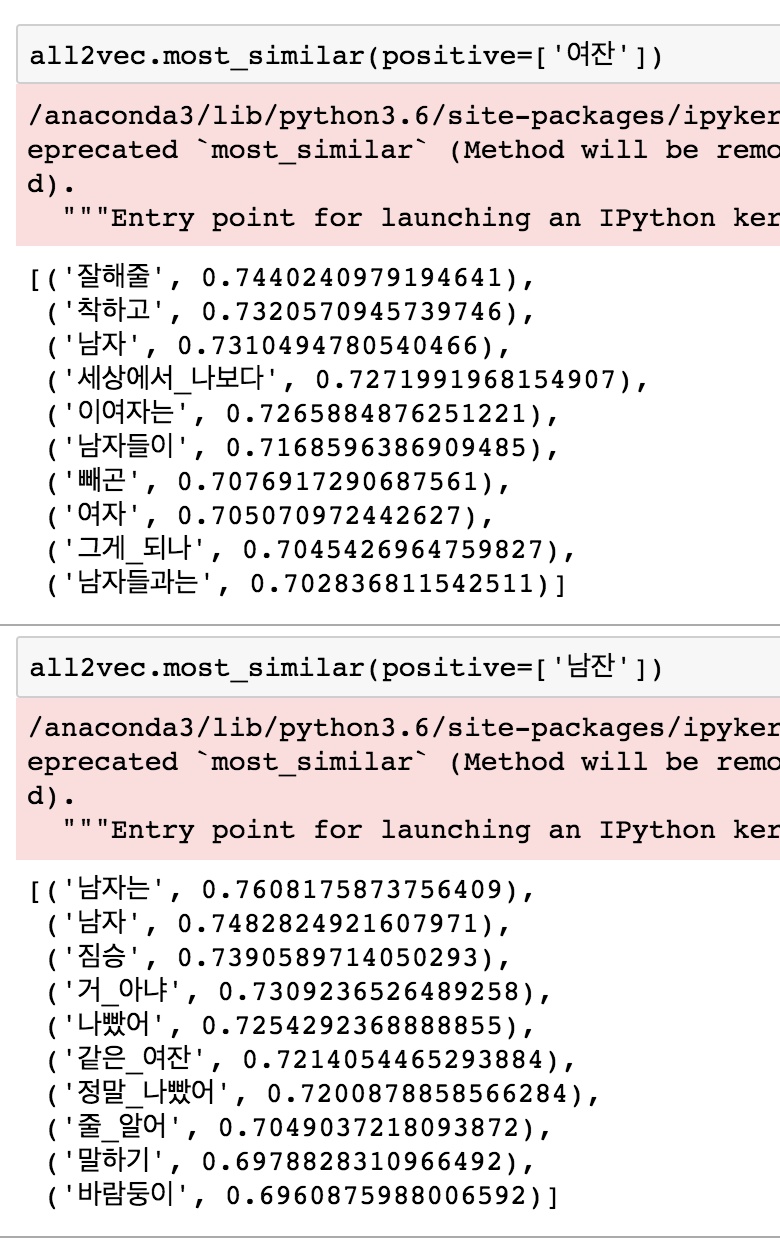 all2vec.most_similar(positive=['여잔'])
/anaconda3/lib/python3.6/site-packages/ipyker
eprecated `most_similar` (Method will be remo
d).
"""Entry point for launching an IPython ker
[('잘해줄', 0.7440240979194641),
('착하고', 0.7320570945739746),
('남자', 0.7310494780540466),
('세상에서_나보다', 0.7271991968154907),
('이여자는', 0.7265884876251221),
('남자들이', 0.7168596386909485),
('빼곤', 0.7076917290687561),
('여자', 0.705070972442627),
('그게_되나', 0.7045426964759827),
('남자들과는', 0.702836811542511)]
all2vec.most_similar(positive=['남잔'])
/anaconda3/lib/python3.6/site-packages/ipyker
eprecated `most_similar` (Method will be remo
d).
"""Entry point for launching an IPython ker
[('남자는', 0.7608175873756409),
('남자', 0.7482824921607971),
('짐승', 0.7390589714050293),
('거_아냐', 0.7309236526489258),
('나빴어', 0.7254292368888855),
('같은_여잔', 0.7214054465293884),
('정말_나빴어', 0.7200878858566284),
('줄_알어', 0.7049037218093872),
('말하기', 0.6978828310966492),
('바람둥이', 0.6960875988006592)]